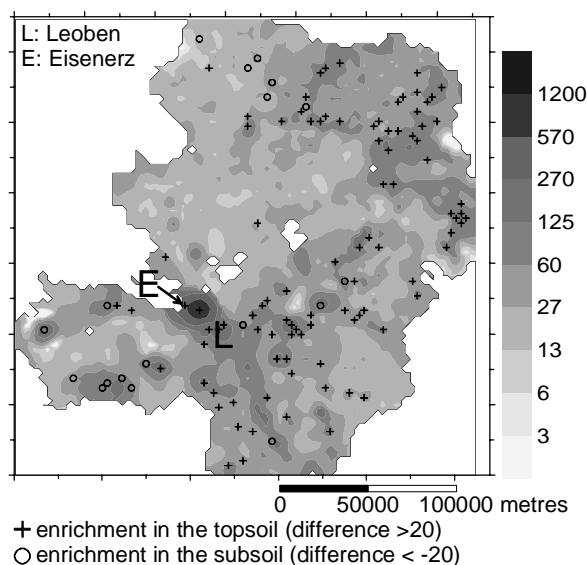 L: Leoben
E: Eisenerz
1200
570
270
125
60
27
13
6
3
E
L
0 50000 100000 metres
+ enrichment in the topsoil (difference >20)
○ enrichment in the subsoil (difference < -20)